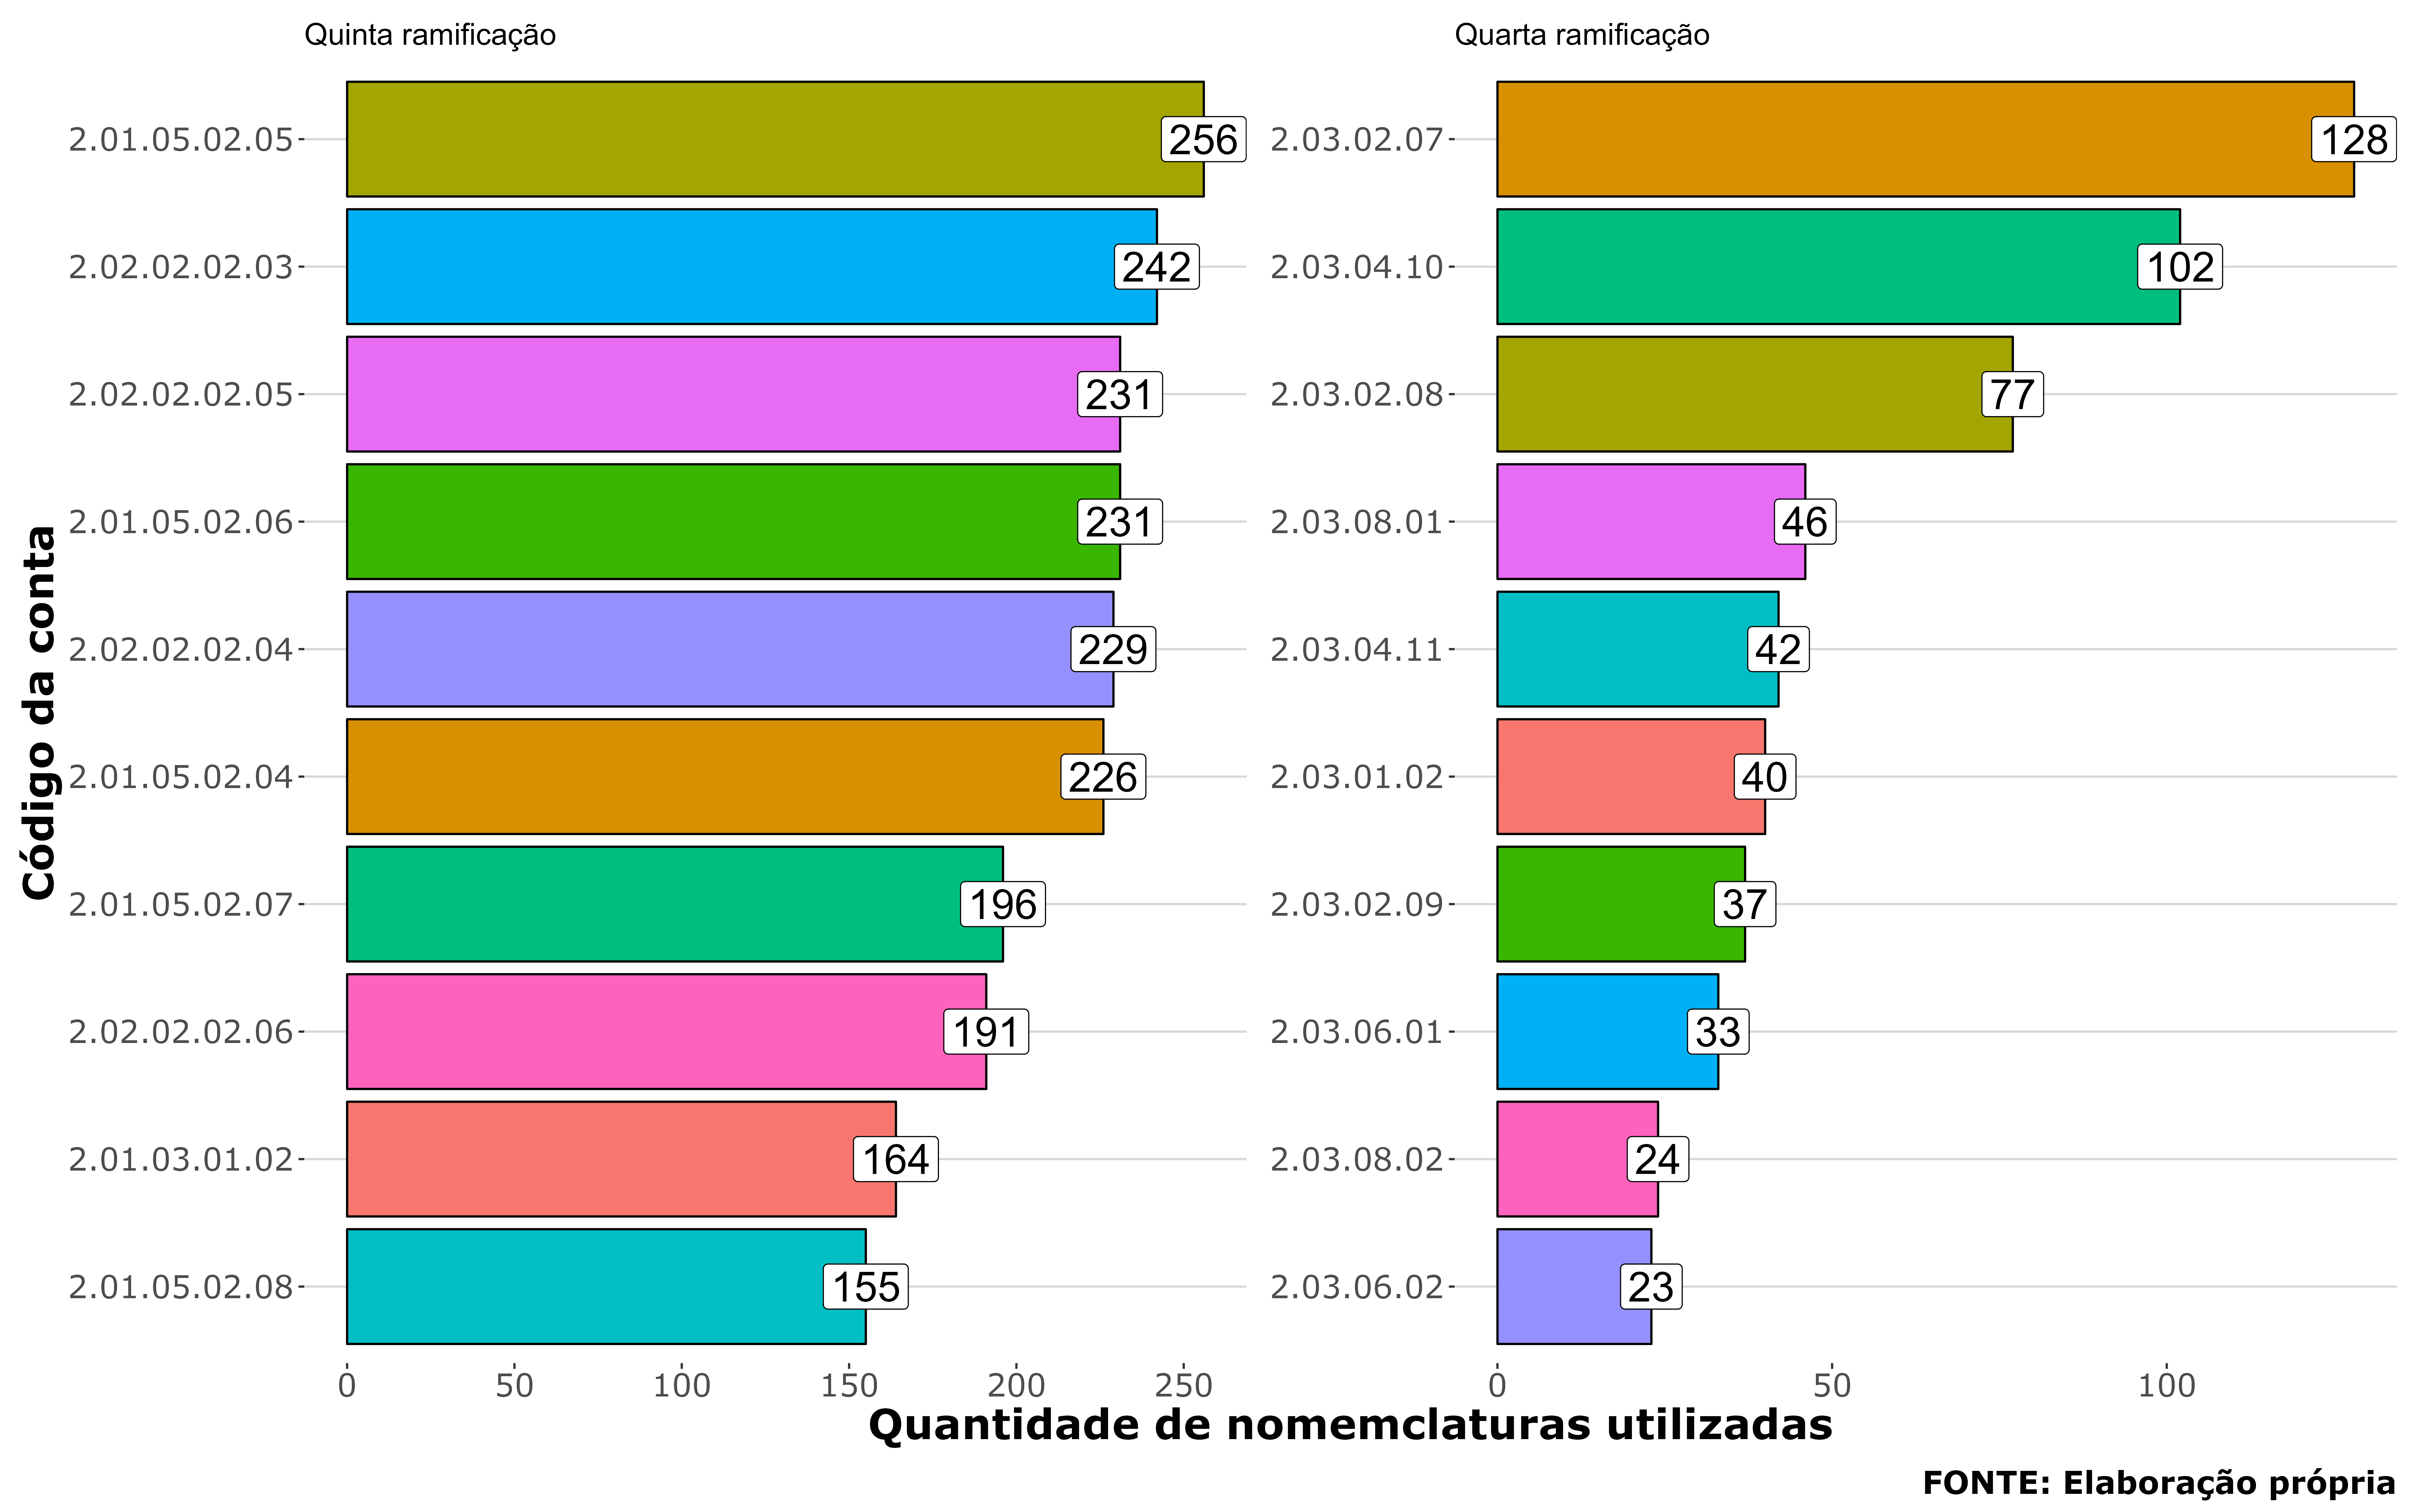 Quinta ramificação
2.01.05.02.05 256
2.02.02.02.03 242
2.02.02.02.05 231
2.01.05.02.06 231
2.02.02.02.04 229
2.01.05.02.04 226
2.01.05.02.07 196
2.02.02.02.06 191
2.01.03.01.02 164
2.01.05.02.08 155
0 50 100 150 200 250
Quarta ramificação
2.03.02.07 128
2.03.04.10 102
2.03.02.08 77
2.03.08.01 46
2.03.04.11 42
2.03.01.02 40
2.03.02.09 37
2.03.06.01 33
2.03.08.02 24
2.03.06.02 23
0 50 100
Código da conta
Quantidade de nomemclaturas utilizadas
FONTE: Elaboração própria